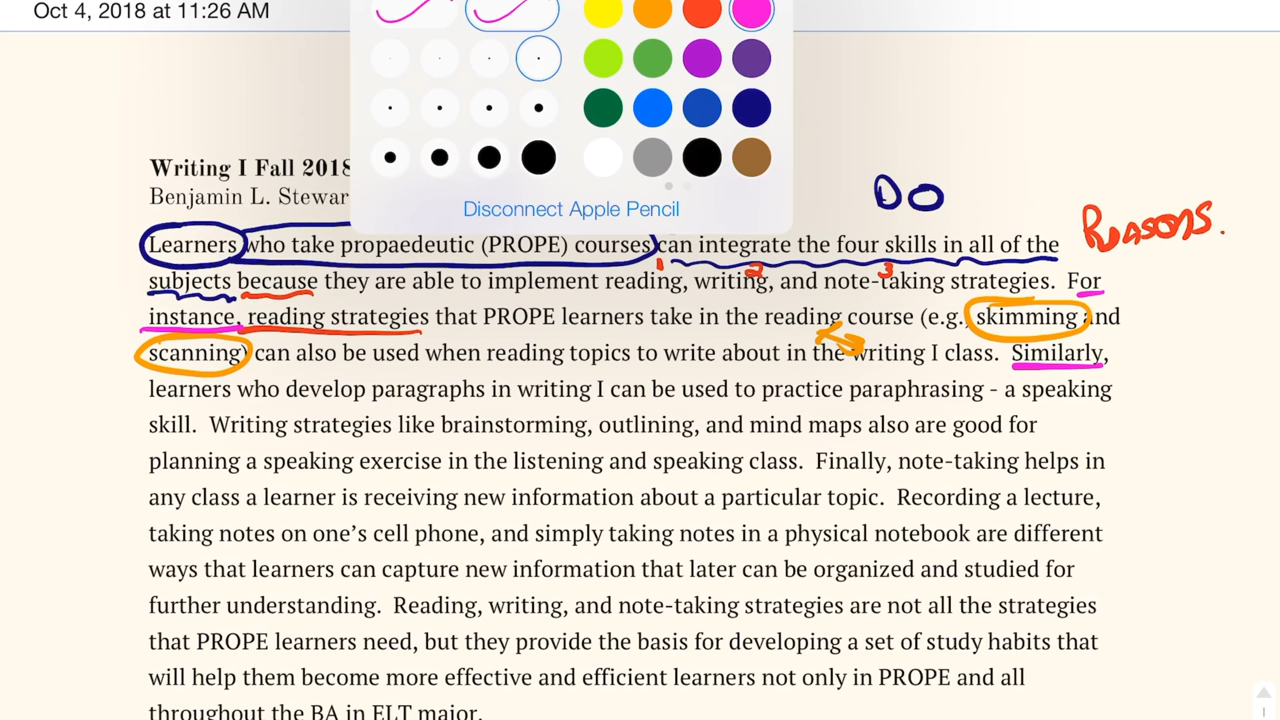 Oct 4, 2018 at 11:26 AM
Disconnect Apple Pencil
Writing I Fall 2018
Benjamin L. Stewar
DO
Reasons.
Learners who take propaedeutic (PROPE) courses can integrate the four skills in all of the
1 2 3
subjects because they are able to implement reading, writing, and note-taking strategies. For
instance, reading strategies that PROPE learners take in the reading course (e.g., skimming and
scanning) can also be used when reading topics to write about in the writing I class. Similarly,
learners who develop paragraphs in writing I can be used to practice paraphrasing - a speaking
skill. Writing strategies like brainstorming, outlining, and mind maps also are good for
planning a speaking exercise in the listening and speaking class. Finally, note-taking helps in
any class a learner is receiving new information about a particular topic. Recording a lecture,
taking notes on one's cell phone, and simply taking notes in a physical notebook are different
ways that learners can capture new information that later can be organized and studied for
further understanding. Reading, writing, and note-taking strategies are not all the strategies
that PROPE learners need, but they provide the basis for developing a set of study habits that
will help them become more effective and efficient learners not only in PROPE and all
throughout the BA in ELT major.